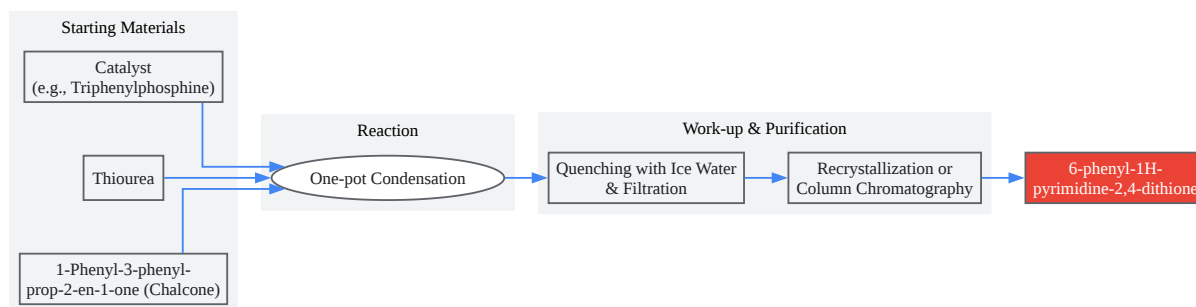 Starting Materials
Catalyst
(e.g., Triphenylphosphine)
Thiourea
1-Phenyl-3-phenyl-
prop-2-en-1-one (Chalcone)
Reaction
One-pot Condensation
Work-up & Purification
Quenching with Ice Water
& Filtration
Recrystallization or
Column Chromatography
6-phenyl-1H-
pyrimidine-2,4-dithione